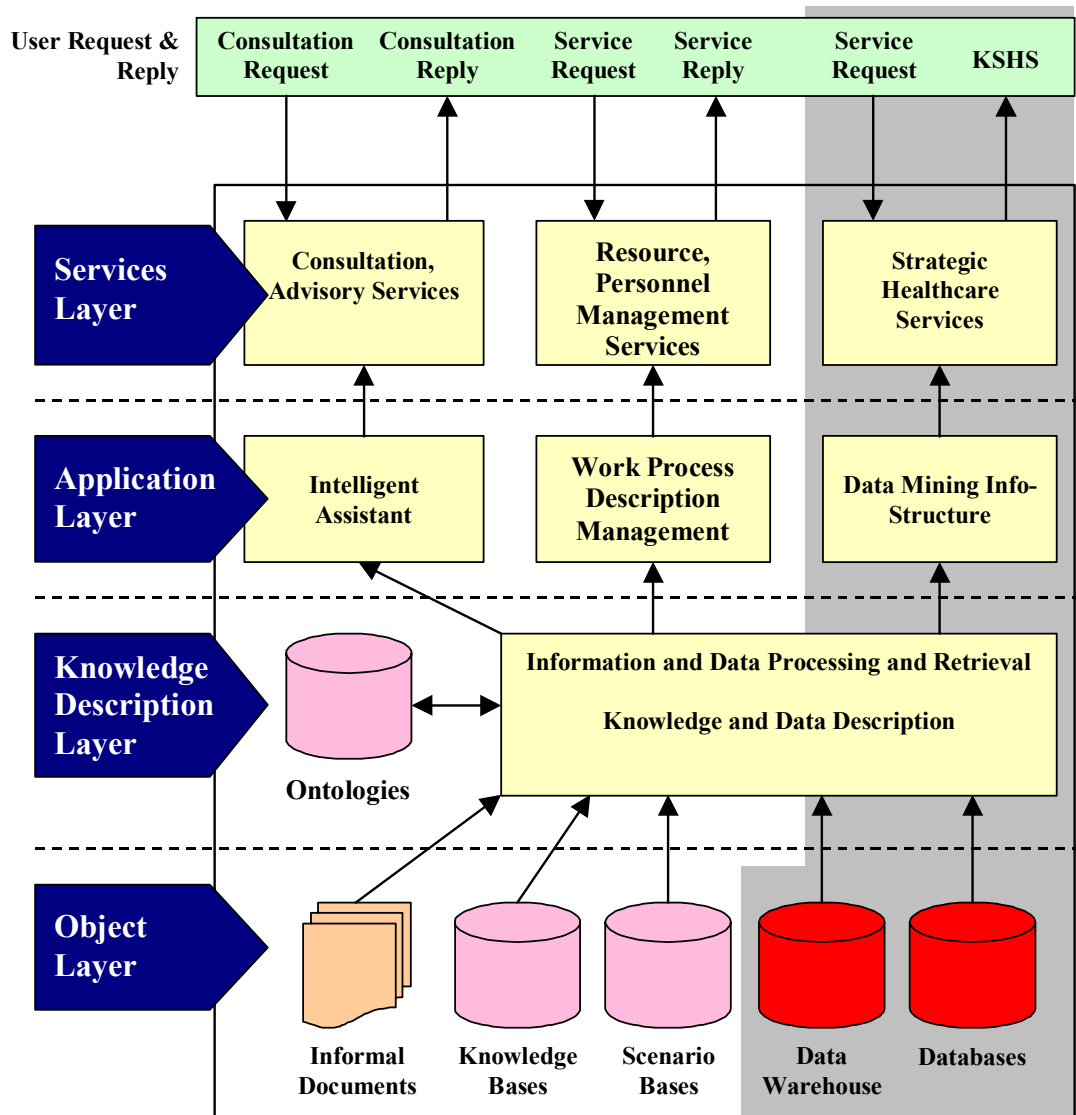 User Request &
Reply
Consultation
Request
Consultation
Reply
Service
Request
Service
Reply
Service
Request
KSHS
Services
Layer
Consultation,
Advisory Services
Resource,
Personnel
Management
Services
Strategic
Healthcare
Services
Application
Layer
Intelligent
Assistant
Work Process
Description
Management
Data Mining Info-
Structure
Knowledge
Description
Layer
Ontologies
Information and Data Processing and Retrieval
Knowledge and Data Description
Object
Layer
Informal
Documents
Knowledge
Bases
Scenario
Bases
Data
Warehouse
Databases